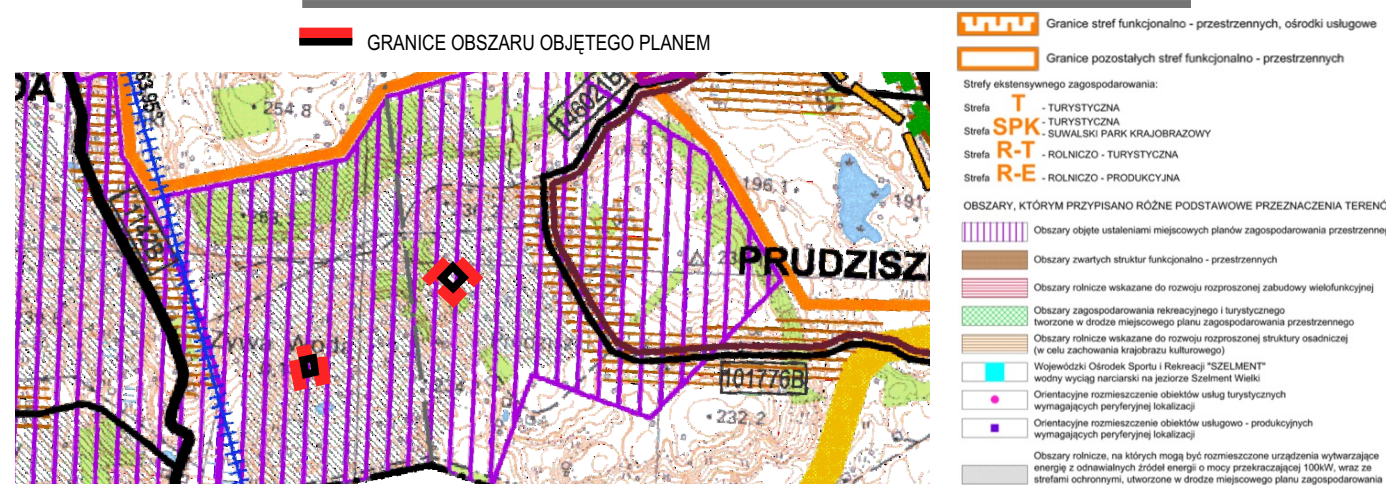 GRANICE OBSZARU OBJĘTEGO PLANEM
254,8
196,1
191
PRUDZISZ
Żywa Woda
101776B
232,2
Granice stref funkcjonalno - przestrzennych, ośrodki usługowe
Granice pozostałych stref funkcjonalno - przestrzennych
Strefy ekstensywnego zagospodarowania:
Strefa T - TURYSTYCZNA
Strefa SPK - TURYSTYCZNA
- SUWALSKI PARK KRAJOBRAZOWY
Strefa R-T - ROLNICZO - TURYSTYCZNA
Strefa R-E - ROLNICZO - PRODUKCYJNA
OBSZARY, KTÓRYM PRZYPISANO RÓŻNE PODSTAWOWE PRZEZNACZENIA TERENÓ
Obszary objęte ustaleniami miejscowych planów zagospodarowania przestrzenneg
Obszary zwartych struktur funkcjonalno - przestrzennych
Obszary rolnicze wskazane do rozwoju rozproszonej zabudowy wielofunkcyjnej
Obszary zagospodarowania rekreacyjnego i turystycznego
tworzone w drodze miejscowego planu zagospodarowania przestrzennego
Obszary rolnicze wskazane do rozwoju rozproszonej struktury osadniczej
(w celu zachowania krajobrazu kulturowego)
Wojewódzki Ośrodek Sportu i Rekreacji "SZELMENT"
wodny wyciąg narciarski na jeziorze Szelment Wielki
Orientacyjne rozmieszczenie obiektów usług turystycznych
wymagających peryferyjnej lokalizacji
Orientacyjne rozmieszczenie obiektów usługowo - produkcyjnych
wymagających peryferyjnej lokalizacji
Obszary rolnicze, na których mogą być rozmieszczone urządzenia wytwarzające
energię z odnawialnych źródeł energii o mocy przekraczającej 100kW, wraz ze
strefami ochronnymi, utworzone w drodze miejscowego planu zagospodarowania